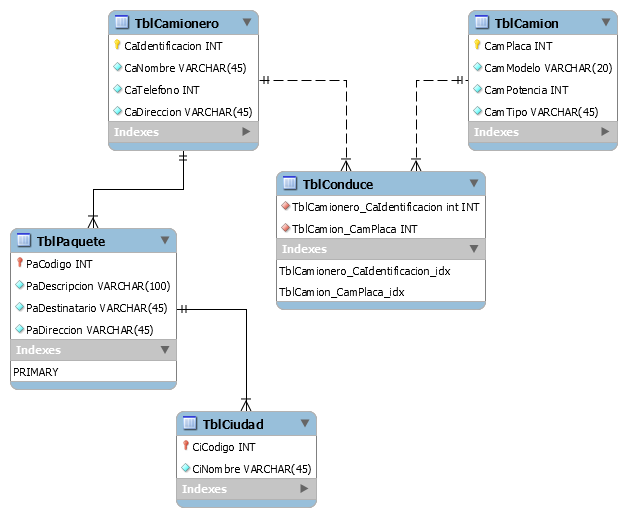 TblCamionero
CaIdentificacion INT
CaNombre VARCHAR(45)
CaTelefono INT
CaDireccion VARCHAR(45)
Indexes
TblCamion
CamPlaca INT
CamModelo VARCHAR(20)
CamPotencia INT
CamTipo VARCHAR(45)
Indexes
TblConduce
TblCamionero_CaIdentificacion int INT
TblCamion_CamPlaca INT
Indexes
TblCamionero_CaIdentificacion_idx
TblCamion_CamPlaca_idx
TblPaquete
PaCodigo INT
PaDescripcion VARCHAR(100)
PaDestinatario VARCHAR(45)
PaDireccion VARCHAR(45)
Indexes
PRIMARY
TblCiudad
CiCodigo INT
CiNombre VARCHAR(45)
Indexes